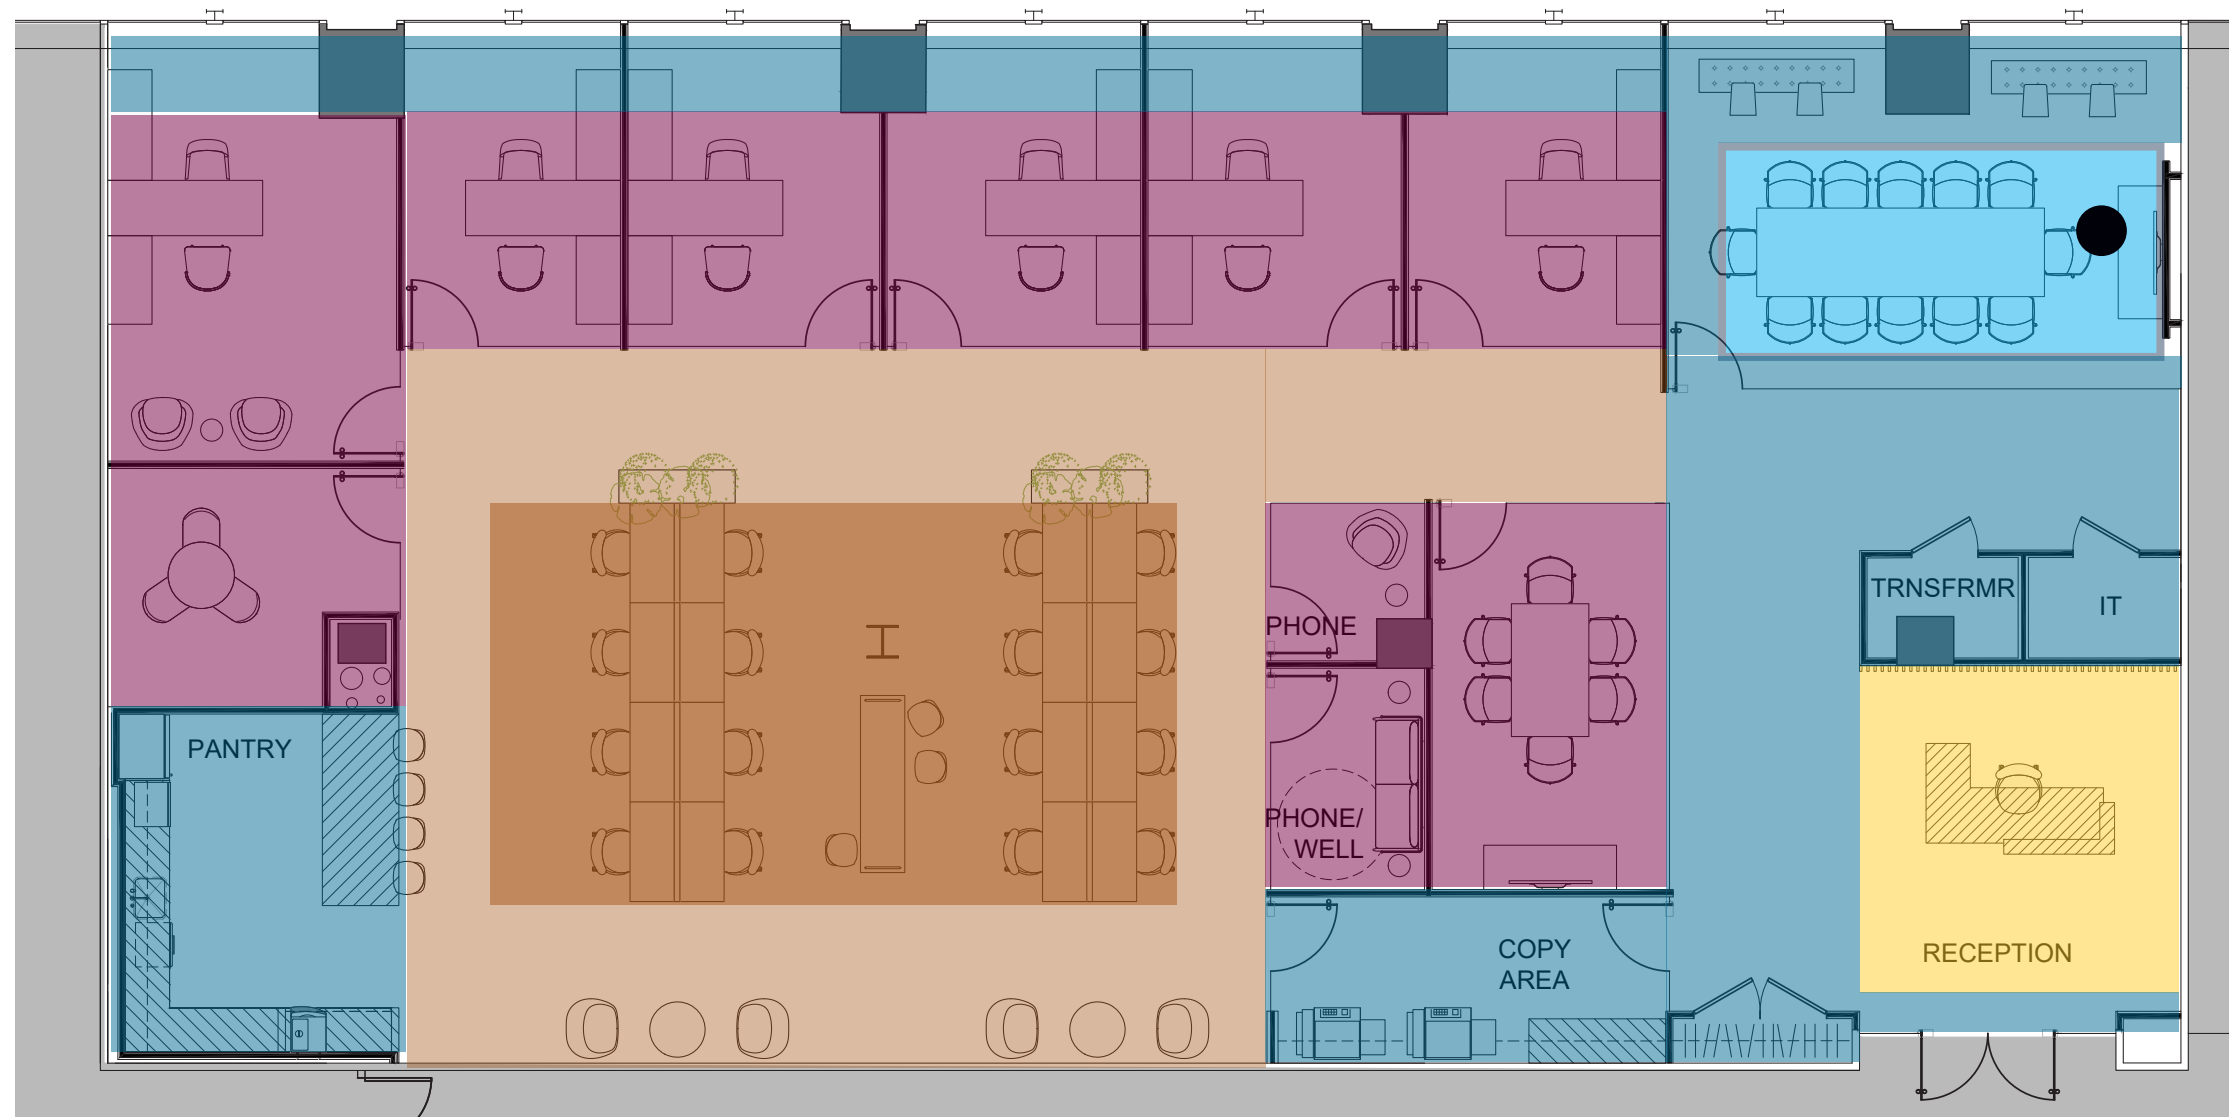 TRNSFRMR
IT
PHONE
PANTRY
PHONE/
WELL
COPY
AREA
RECEPTION